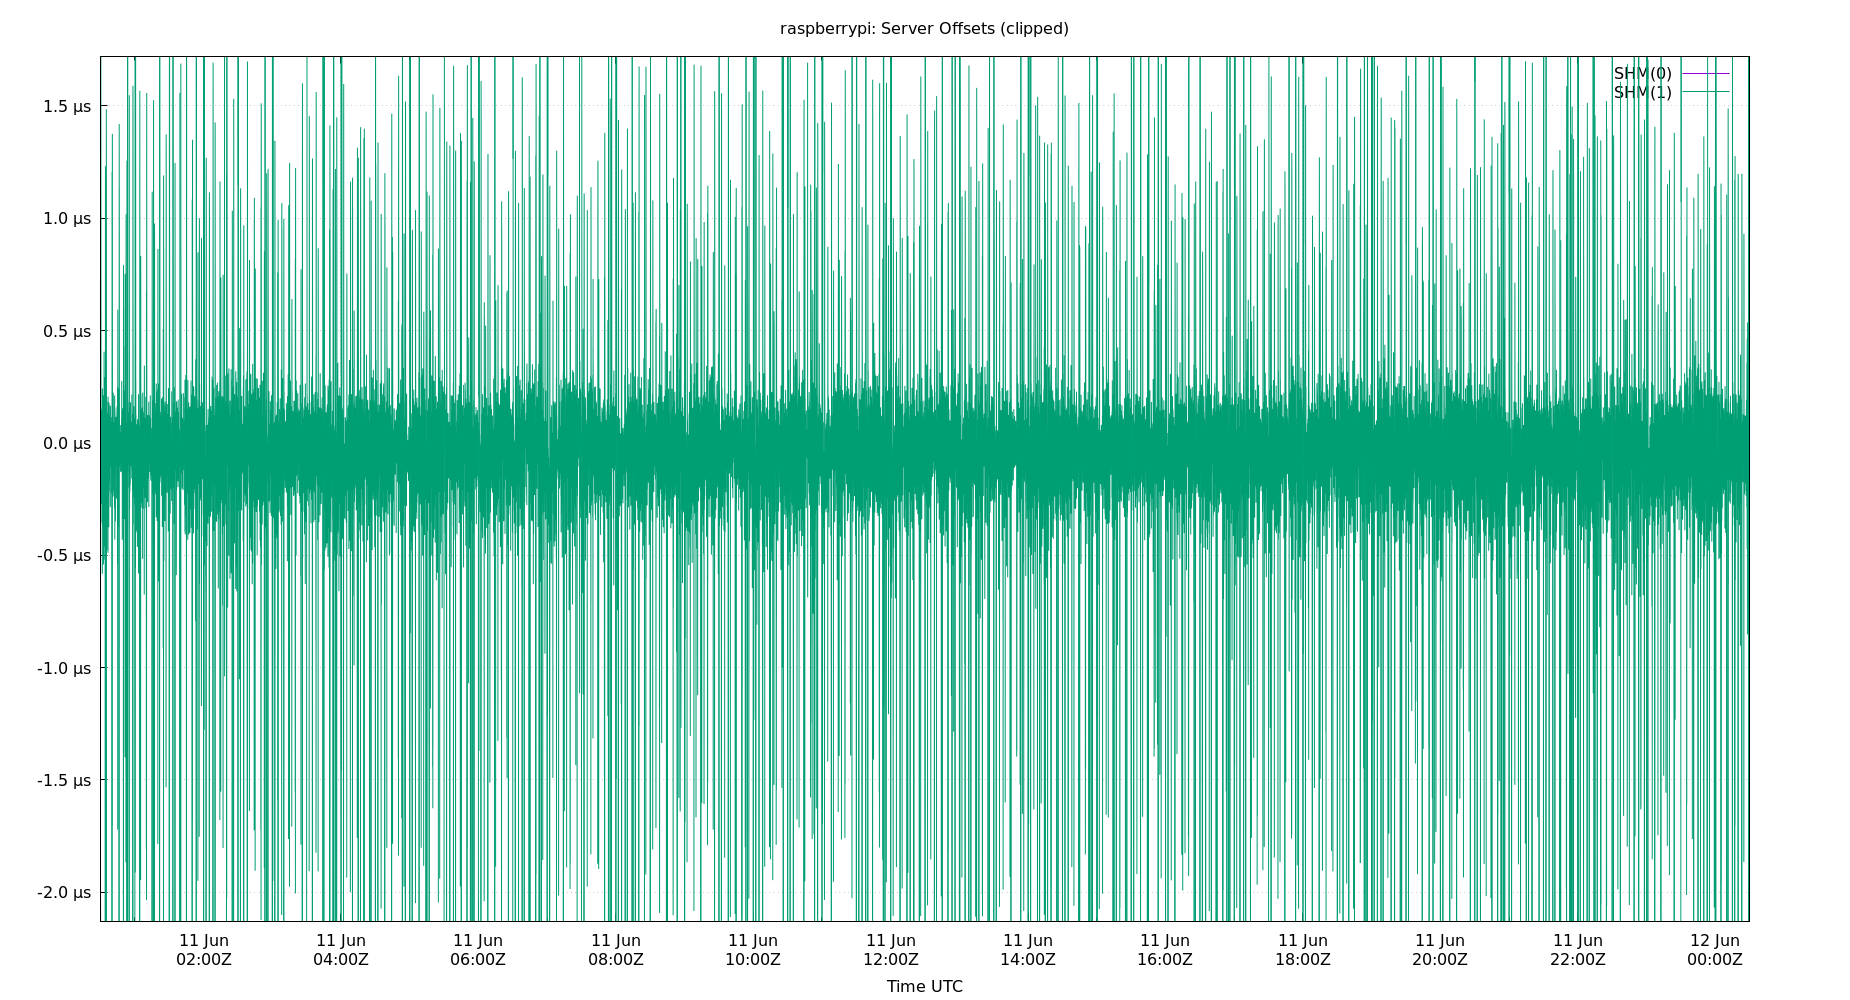 raspberrypi: Server Offsets (clipped)
SHM(0)
SHM(1)
1.5 µs
1.0 µs
0.5 µs
0.0 µs
-0.5 µs
-1.0 µs
-1.5 µs
-2.0 µs
11 Jun 11 Jun 11 Jun 11 Jun 11 Jun 11 Jun 11 Jun 11 Jun 11 Jun 11 Jun 11 Jun 12 Jun
02:00Z 04:00Z 06:00Z 08:00Z 10:00Z 12:00Z 14:00Z 16:00Z 18:00Z 20:00Z 22:00Z 00:00Z
Time UTC